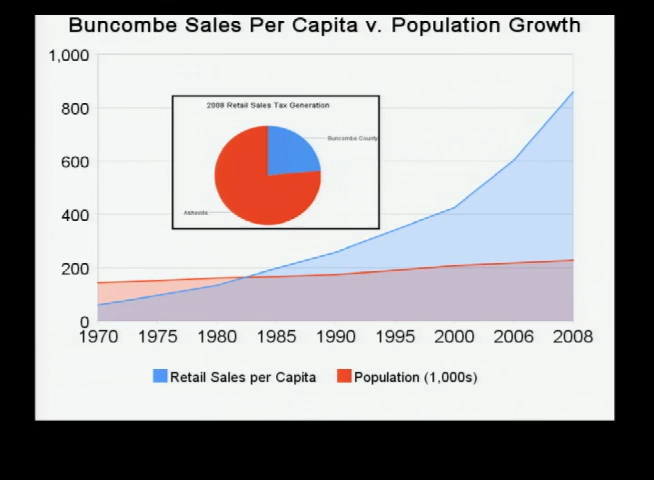 Buncombe Sales Per Capita v. Population Growth
1,000
800
600
400
200
0
2008 Retail Sales Tax Generation
Buncombe County
Asheville
1970 1975 1980 1985 1990 1995 2000 2006 2008
Retail Sales per Capita Population (1,000s)